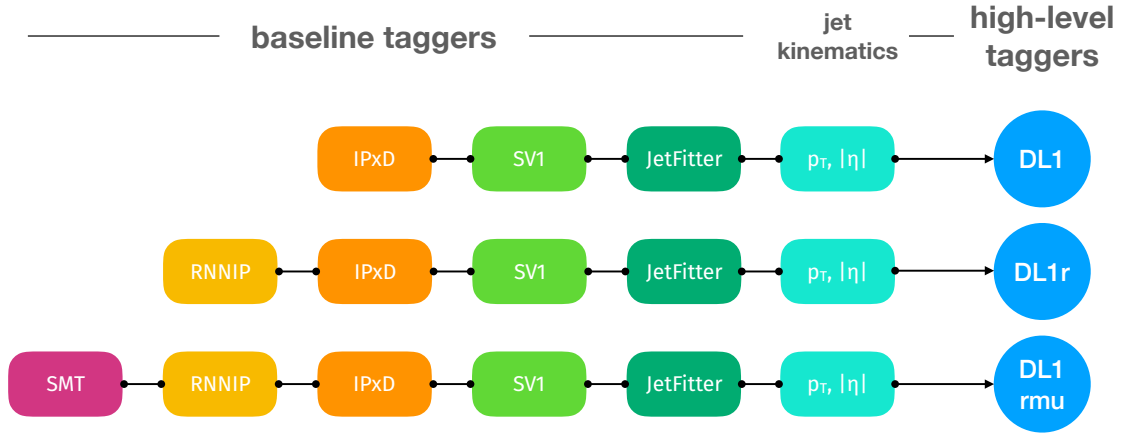 baseline taggers
jet
kinematics
high-level
taggers
IPxD
SV1
JetFitter
pT, |η|
DL1
RNNIP
IPxD
SV1
JetFitter
pT, |η|
DL1r
SMT
RNNIP
IPxD
SV1
JetFitter
pT, |η|
DL1
rmu